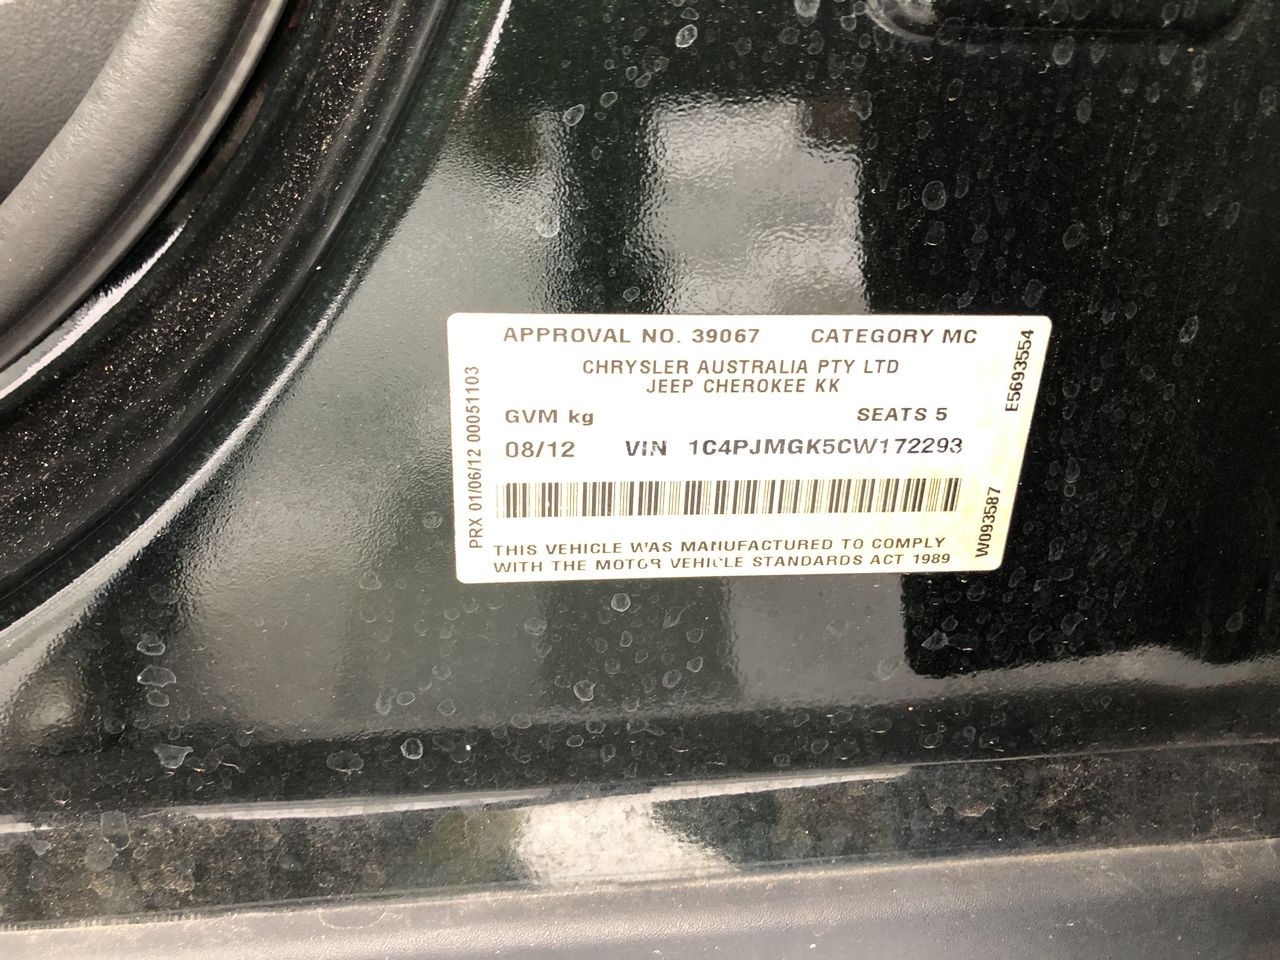 APPROVAL NO. 39067 CATEGORY MC
CHRYSLER AUSTRALIA PTY LTD
JEEP CHEROKEE KK
GVM kg SEATS 5
08/12 VIN 1C4PJMGK5CW172293
THIS VEHICLE WAS MANUFACTURED TO COMPLY
WITH THE MOTOR VEHICLE STANDARDS ACT 1989
PRX 01/06/12 00051103
E5693554
W093587